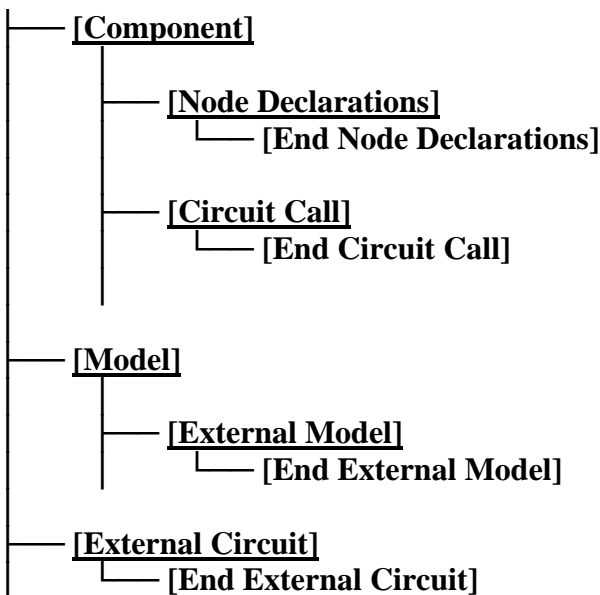 [Component]
[Node Declarations]
[End Node Declarations]
[Circuit Call]
[End Circuit Call]
[Model]
[External Model]
[End External Model]
[External Circuit]
[End External Circuit]